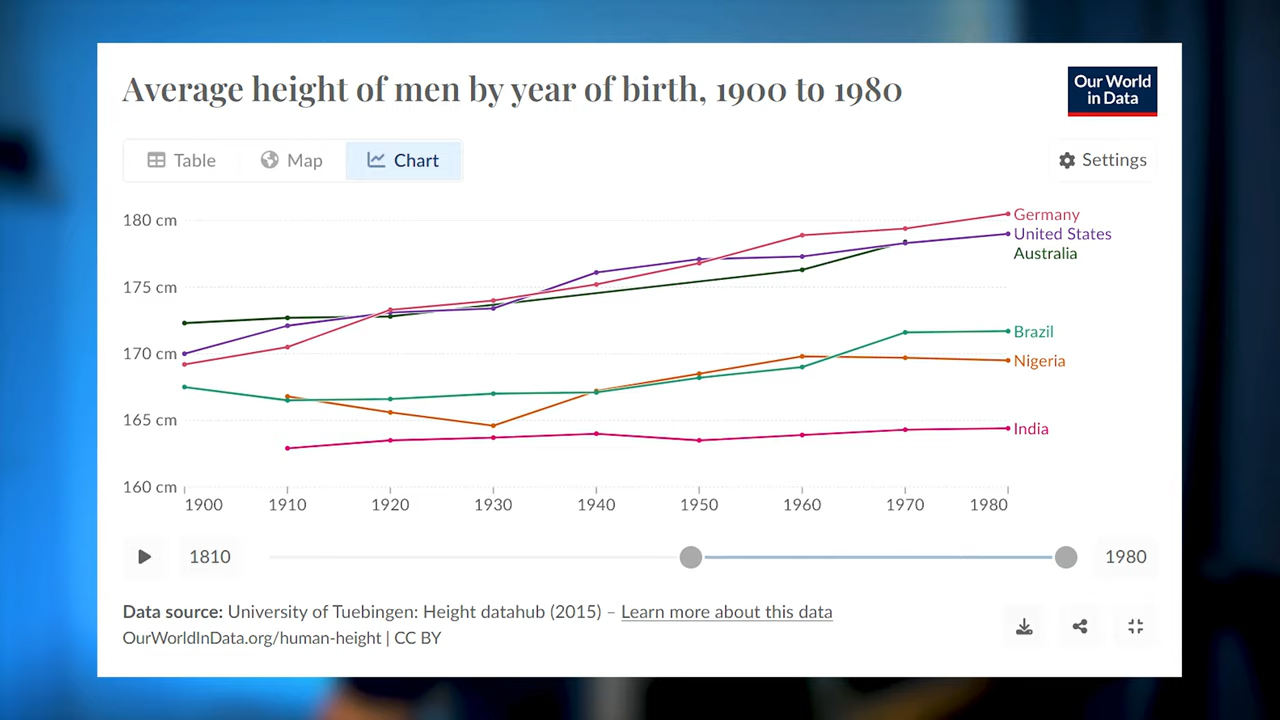 Average height of men by year of birth, 1900 to 1980
Our World
in Data
Table
Map
Chart
Settings
180 cm
175 cm
170 cm
165 cm
160 cm
Germany
United States
Australia
Brazil
Nigeria
India
1900
1910
1920
1930
1940
1950
1960
1970
1980
1810
1980
Data source: University of Tuebingen: Height datahub (2015) – Learn more about this data
OurWorldInData.org/human-height | CC BY